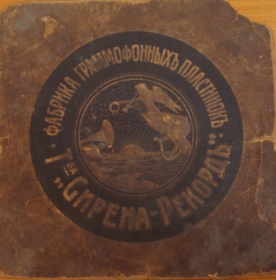 ФАБРИКА ГРАММОФОННЫХЪ ПЛАСТИНОКЪ:
Т-ва „СИРЕНА-РЕКОРДЪ“